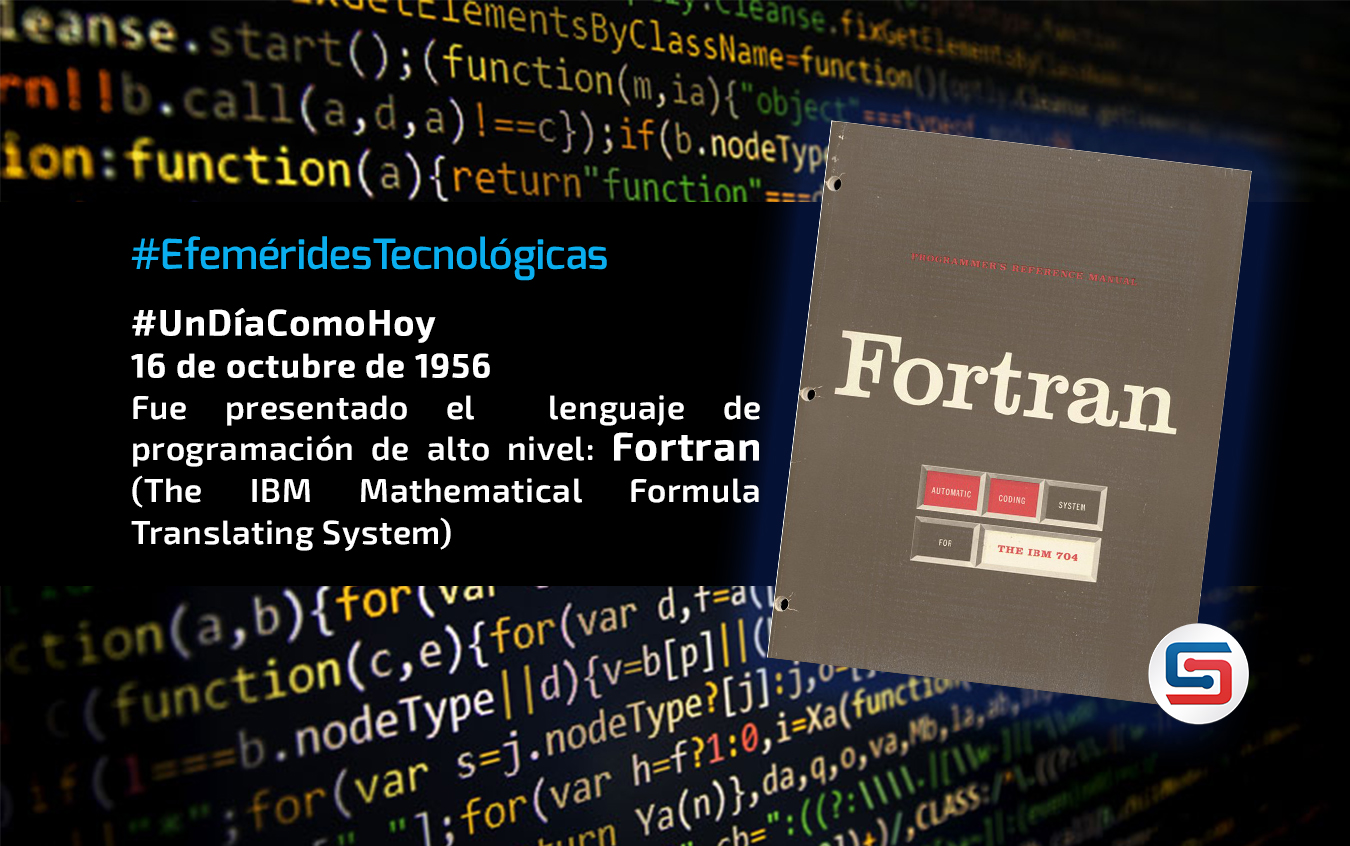 leanse.start();(function(m,ia){"object"===typeof
b.call(a,d,a)!==c});if(b.nodeType
ion:function(a){return"function"===
#EfeméridesTecnológicas
#UnDíaComoHoy
16 de octubre de 1956
Fue presentado el lenguaje de
programación de alto nivel: Fortran
(The IBM Mathematical Formula
Translating System)
PROGRAMMER'S REFERENCE MANUAL
Fortran
AUTOMATIC CODING SYSTEM
FOR THE IBM 704
ction(a,b){for(var
(function(c,e){for(var d,f=a(
1===b.nodeType||d){v=b[p]||(
;for(var s=j.nodeType?[j]:j,o=
];for(var h=f?1:0,i=Xa(function
Ya(n)},da,q,o,va,Mb,la,ab,